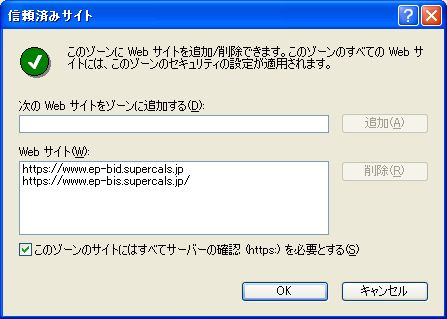 信頼済みサイト
このゾーンに Web サイトを追加/削除できます。このゾーンのすべての Web サ
イトには、このゾーンのセキュリティの設定が適用されます。
次の Web サイトをゾーンに追加する(D):
追加(A)
Web サイト(W):
https://www.ep-bid.supercals.jp
https://www.ep-bis.supercals.jp/
削除(R)
このゾーンのサイトにはすべてサーバーの確認 (https:) を必要とする(S)
OK
キャンセル